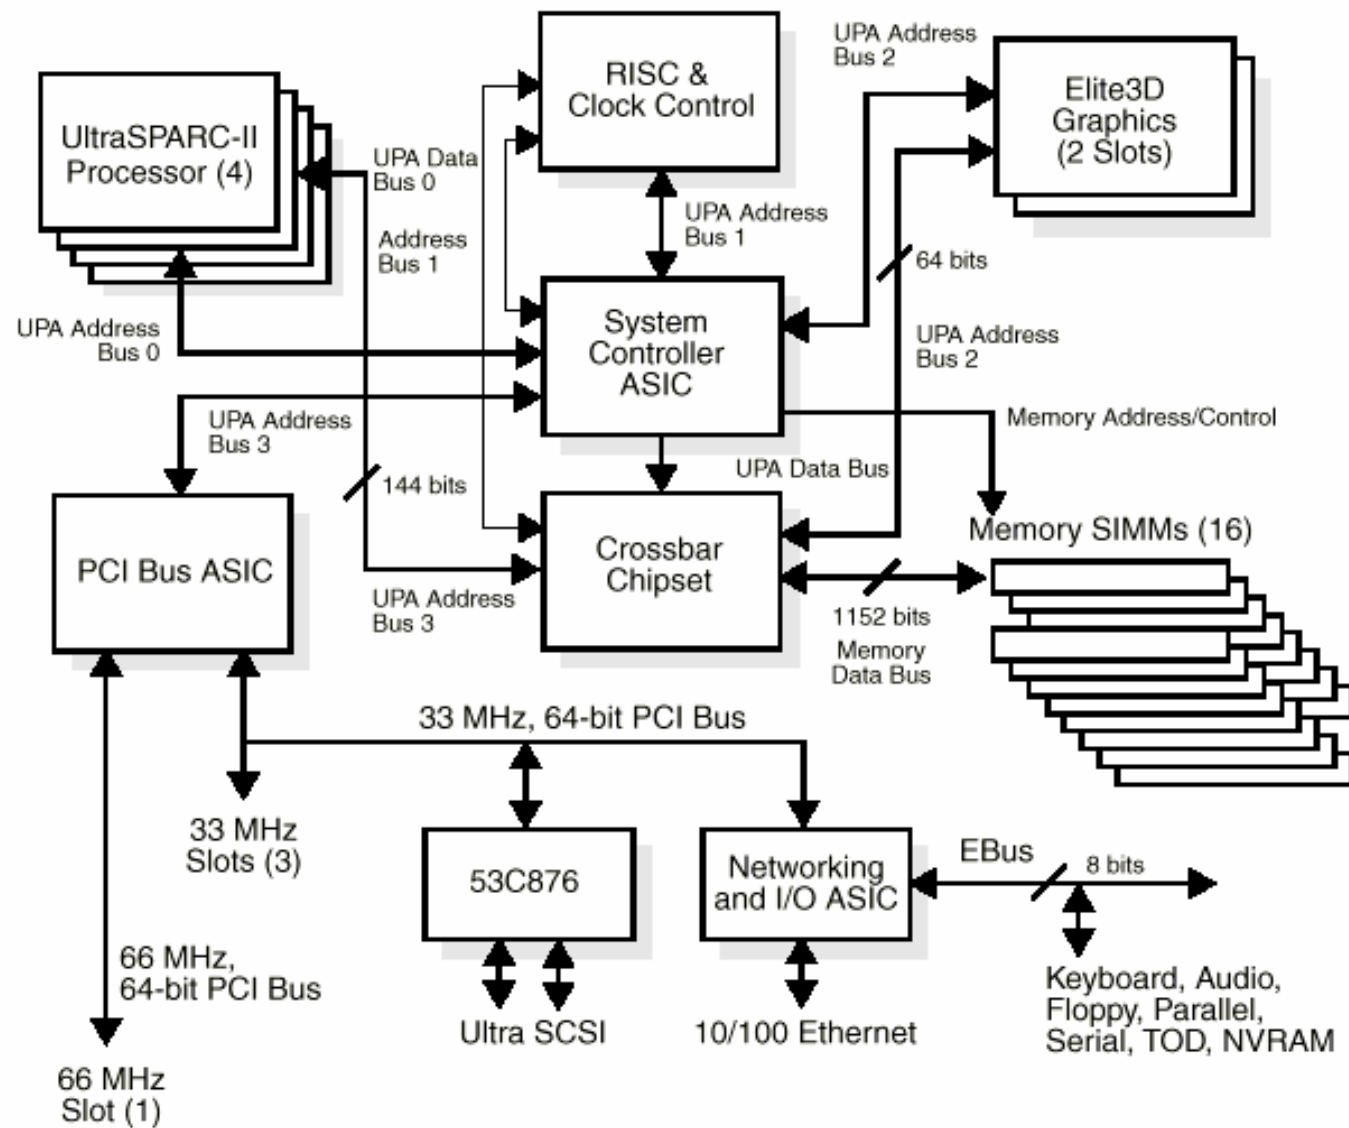 UPA Address
Bus 2
RISC &
Clock Control
Elite3D
Graphics
(2 Slots)
UltraSPARC-II
Processor (4)
UPA Data
Bus 0
UPA Address
Bus 1
Address
Bus 1
64 bits
UPA Address
Bus 0
System
Controller
ASIC
UPA Address
Bus 2
UPA Address
Bus 3
Memory Address/Control
UPA Data Bus
144 bits
Memory SIMMs (16)
PCI Bus ASIC
Crossbar
Chipset
UPA Address
Bus 3
1152 bits
Memory
Data Bus
33 MHz, 64-bit PCI Bus
33 MHz
Slots (3)
53C876
Networking
and I/O ASIC
EBus
8 bits
66 MHz,
64-bit PCI Bus
Ultra SCSI
10/100 Ethernet
Keyboard, Audio,
Floppy, Parallel,
Serial, TOD, NVRAM
66 MHz
Slot (1)